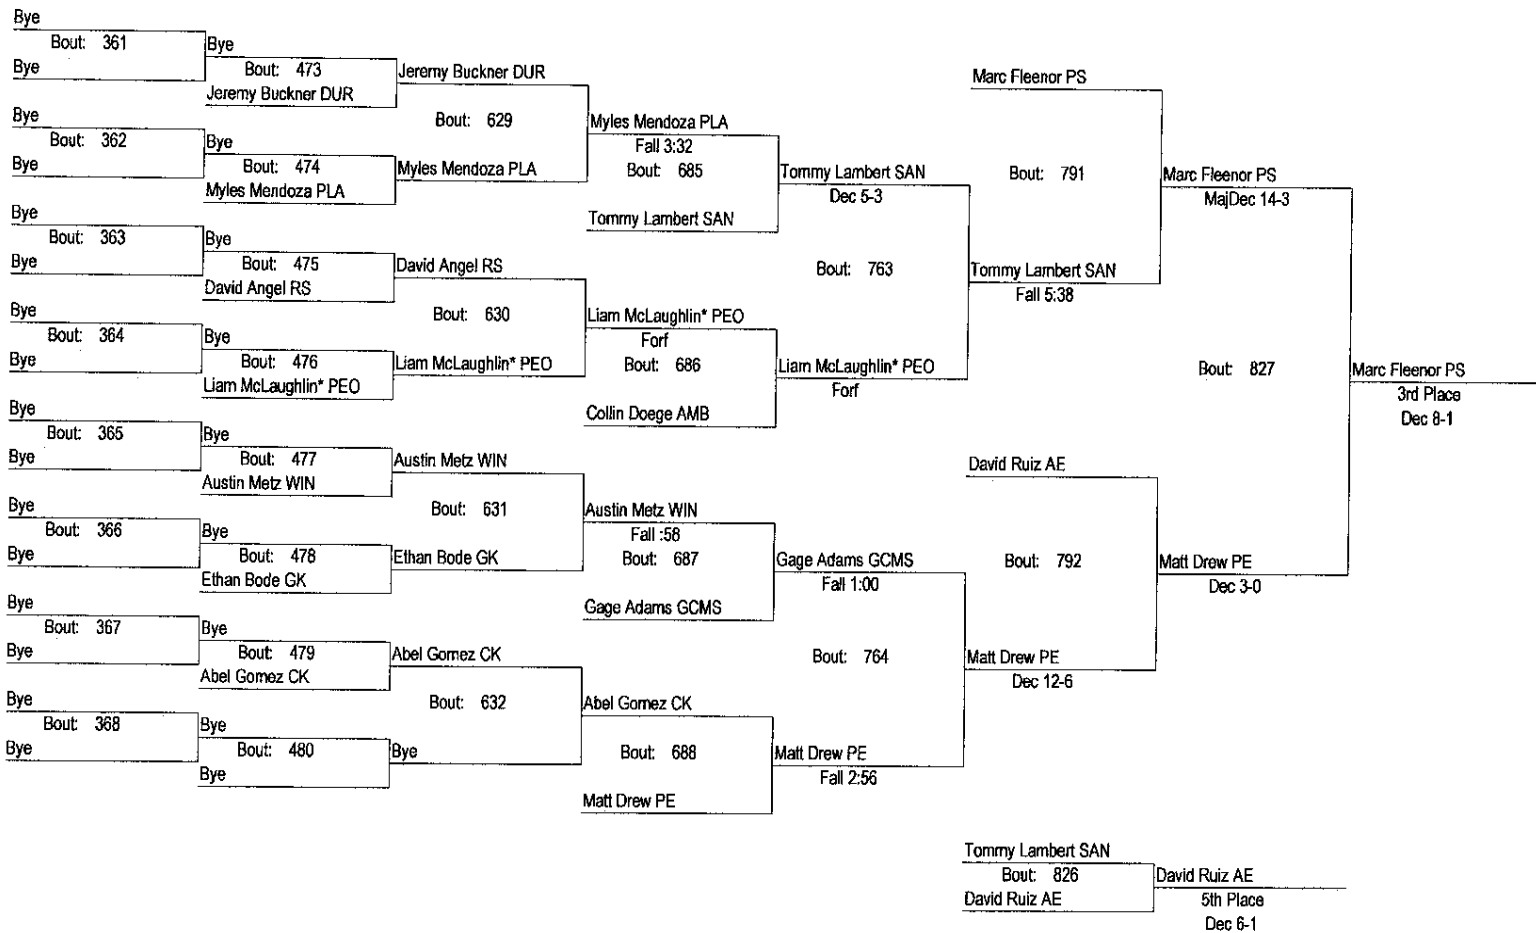 Bye
Bout: 361
Bye
Bye
Bout: 473
Jeremy Buckner DUR
Jeremy Buckner DUR
Bout: 629
Bye
Bout: 362
Bye
Bye
Bout: 474
Myles Mendoza PLA
Myles Mendoza PLA
Myles Mendoza PLA
Fall 3:32
Bout: 685
Tommy Lambert SAN
Bye
Bout: 363
Bye
Bye
Bout: 475
David Angel RS
David Angel RS
Bout: 630
Bye
Bout: 364
Bye
Bye
Bout: 476
Liam McLaughlin* PEO
Liam McLaughlin* PEO
Liam McLaughlin* PEO
Forf
Bout: 686
Collin Doege AMB
Tommy Lambert SAN
Dec 5-3
Bout: 763
Liam McLaughlin* PEO
Forf
Marc Fleenor PS
Bout: 791
Tommy Lambert SAN
Fall 5:38
Marc Fleenor PS
MajDec 14-3
Bout: 827
Marc Fleenor PS
3rd Place
Dec 8-1
Bye
Bout: 365
Bye
Bye
Bout: 477
Austin Metz WIN
Austin Metz WIN
Bout: 631
Bye
Bout: 366
Bye
Bye
Bout: 478
Ethan Bode GK
Ethan Bode GK
Austin Metz WIN
Fall :58
Bout: 687
Gage Adams GCMS
Bye
Bout: 367
Bye
Bye
Bout: 479
Abel Gomez CK
Abel Gomez CK
Bout: 632
Bye
Bout: 368
Bye
Bye
Bout: 480
Bye
Bye
Abel Gomez CK
Bout: 688
Matt Drew PE
Gage Adams GCMS
Fall 1:00
Bout: 764
Matt Drew PE
Fall 2:56
David Ruiz AE
Bout: 792
Matt Drew PE
Dec 12-6
Matt Drew PE
Dec 3-0
Tommy Lambert SAN
Bout: 826
David Ruiz AE
David Ruiz AE
5th Place
Dec 6-1